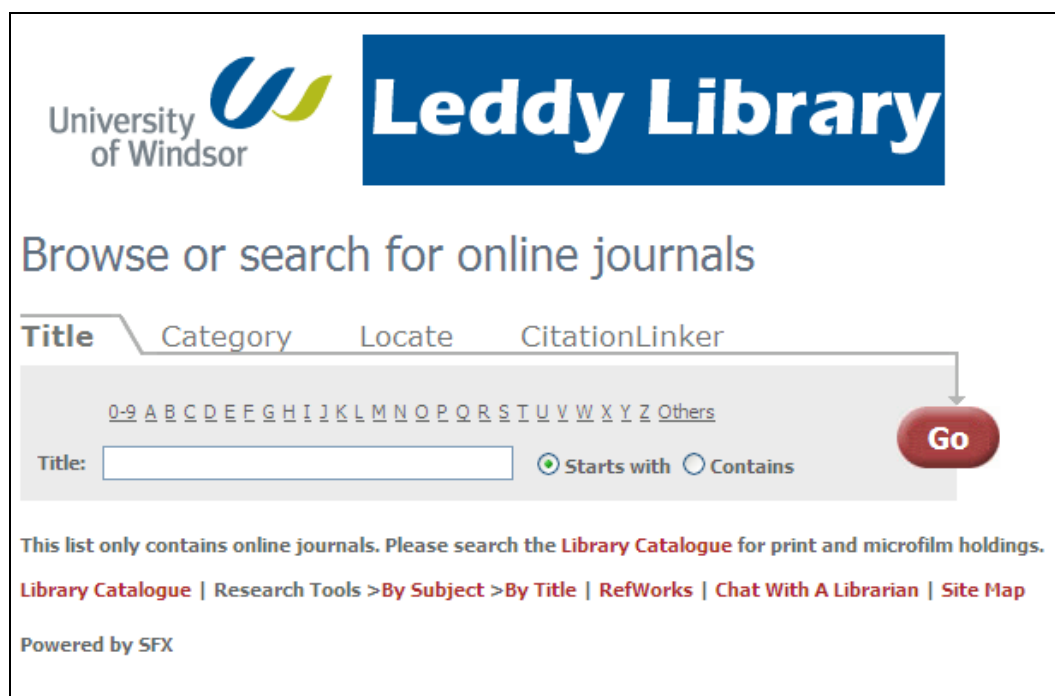 University
of Windsor
Leddy Library
Browse or search for online journals
Title Category Locate CitationLinker
0-9 A B C D E F G H I J K L M N O P Q R S T U V W X Y Z Others
Go
Title: Starts with Contains
This list only contains online journals. Please search the Library Catalogue for print and microfilm holdings.
Library Catalogue | Research Tools >By Subject >By Title | RefWorks | Chat With A Librarian | Site Map
Powered by SFX